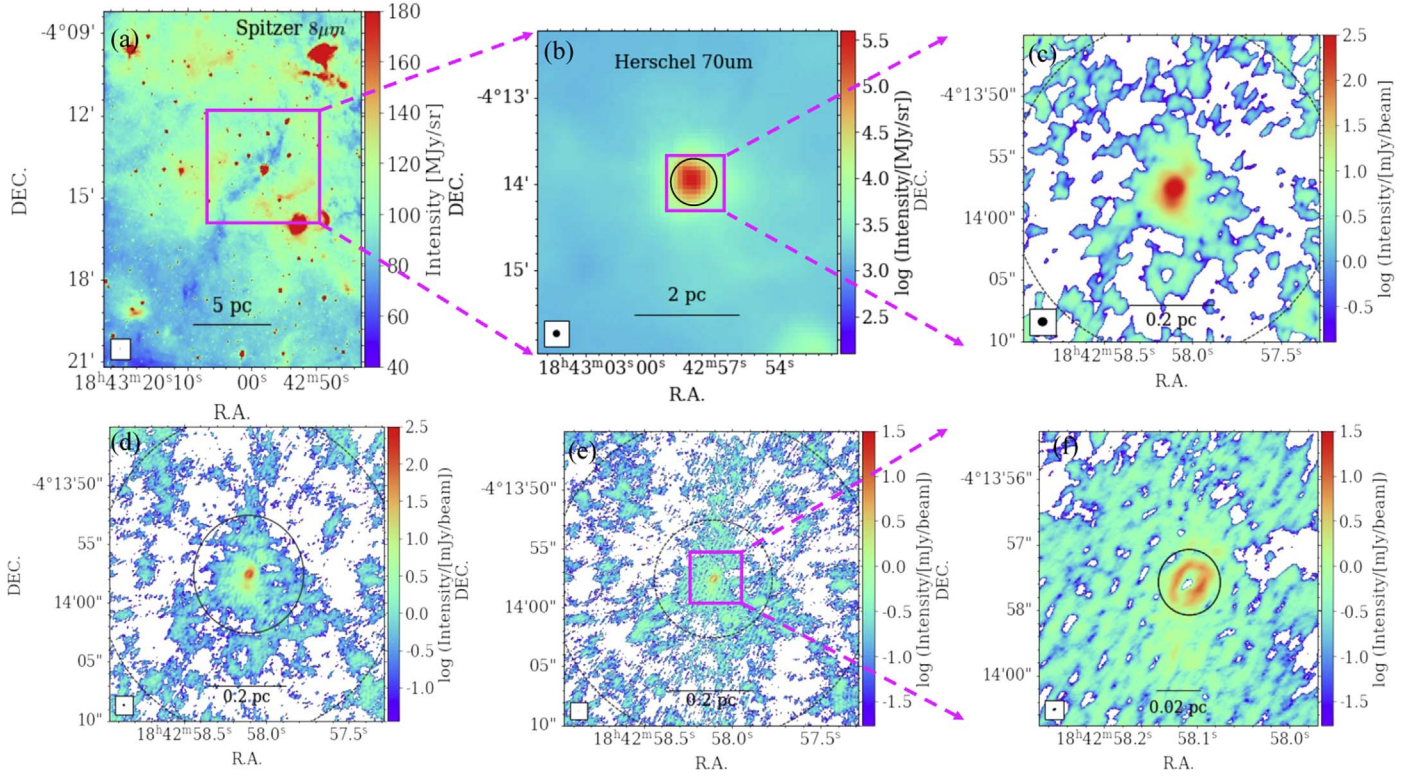 (a)
Spitzer 8μm
-4°09'
12'
15'
18'
21'
DEC.
5 pc
18ʰ43ᵐ20ˢ10ˢ 00ˢ 42ᵐ50ˢ
R.A.
180
160
140
120
100
80
60
40
Intensity [MJy/sr]
(b)
Herschel 70um
-4°13'
14'
15'
DEC.
2 pc
18ʰ43ᵐ03ˢ 00ˢ 42ᵐ57ˢ 54ˢ
R.A.
5.5
5.0
4.5
4.0
3.5
3.0
2.5
log (Intensity/[MJy/sr])
(c)
-4°13'50"
55"
14'00"
05"
10"
DEC.
0.2 pc
18ʰ42ᵐ58.5ˢ 58.0ˢ 57.5ˢ
R.A.
2.5
2.0
1.5
1.0
0.5
0.0
-0.5
log (Intensity/[mJy/beam])
(d)
-4°13'50"
55"
14'00"
05"
10"
DEC.
0.2 pc
18ʰ42ᵐ58.5ˢ 58.0ˢ 57.5ˢ
R.A.
2.5
2.0
1.5
1.0
0.5
0.0
-0.5
-1.0
log (Intensity/[mJy/beam])
(e)
-4°13'50"
55"
14'00"
05"
10"
DEC.
0.2 pc
18ʰ42ᵐ58.5ˢ 58.0ˢ 57.5ˢ
R.A.
1.5
1.0
0.5
0.0
-0.5
-1.0
-1.5
log (Intensity/[mJy/beam])
(f)
-4°13'56"
57"
58"
14'00"
DEC.
0.02 pc
18ʰ42ᵐ58.2ˢ 58.1ˢ 58.0ˢ
R.A.
1.5
1.0
0.5
0.0
-0.5
-1.0
-1.5
log (Intensity/[mJy/beam])